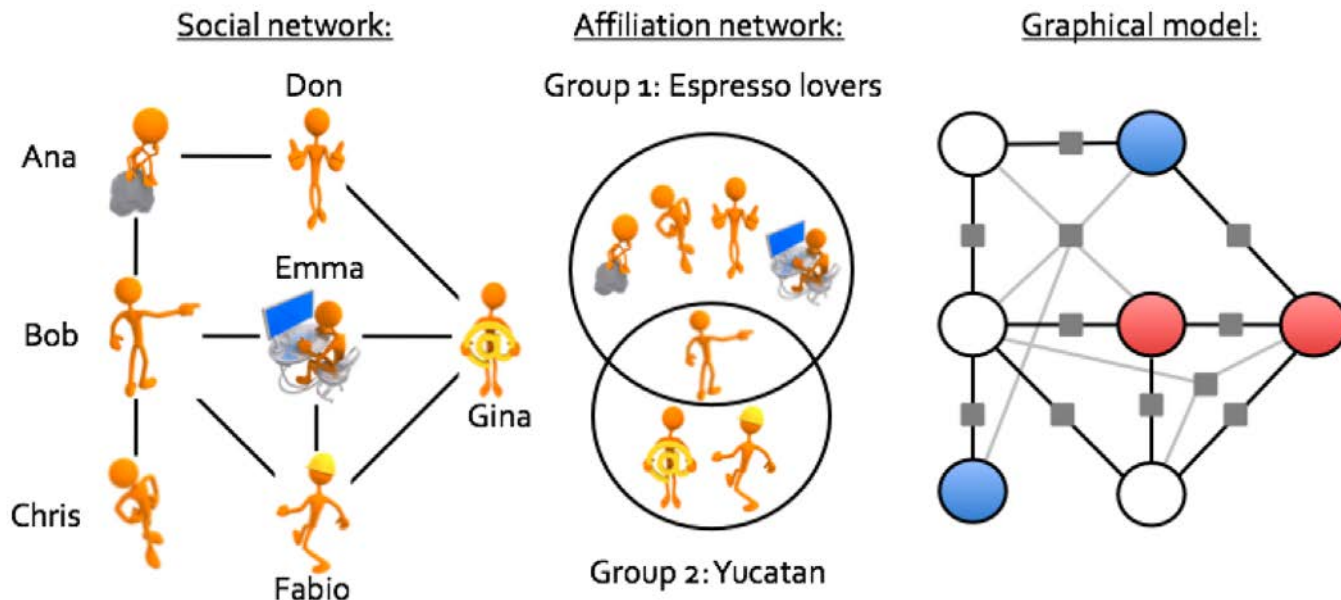 Social network:
Affiliation network:
Graphical model:
Don
Group 1: Espresso lovers
Ana
Emma
Bob
Gina
Chris
Group 2: Yucatan
Fabio